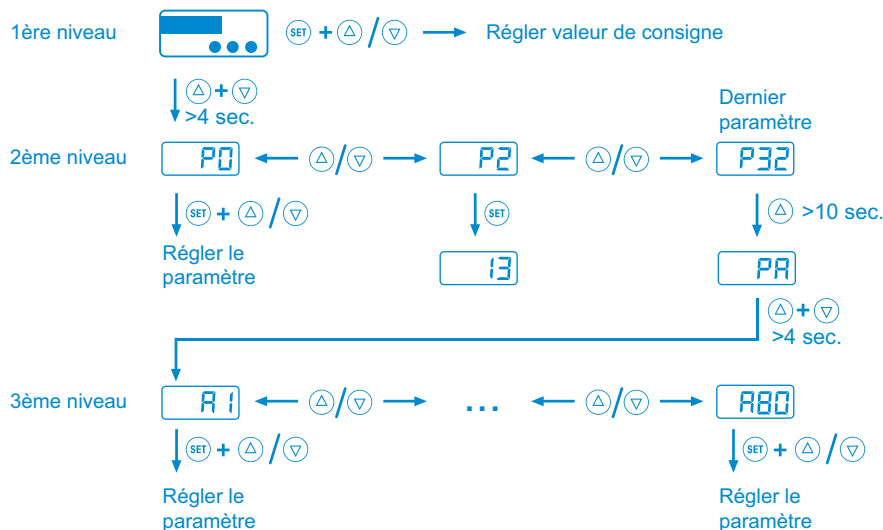 1ère niveau
SET + △ / ▽ Régler valeur de consigne
△ + ▽
>4 sec.
Dernier
paramètre
2ème niveau
P0 △ / ▽ P2 △ / ▽ P32
SET + △ / ▽
SET
△ >10 sec.
Régler le
paramètre
13
PA
△ + ▽
>4 sec.
3ème niveau
A1 △ / ▽ ... △ / ▽ A80
SET + △ / ▽
SET + △ / ▽
Régler le
paramètre
Régler le
paramètre